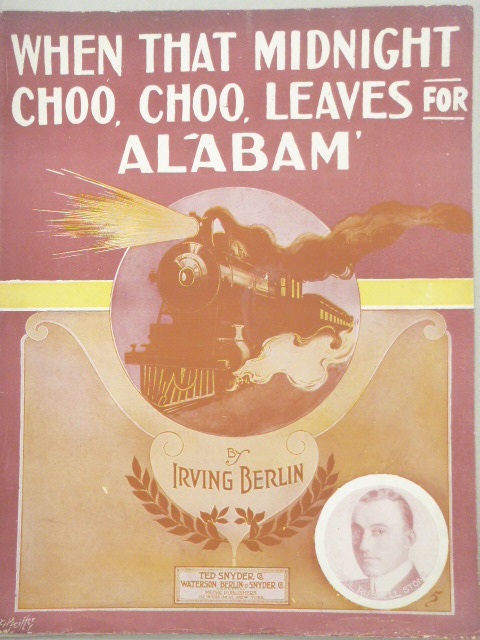 WHEN THAT MIDNIGHT
CHOO, CHOO, LEAVES FOR
ALABAM'
BY
IRVING BERLIN
TED SNYDER CO
WATERSON · BERLIN & SNYDER CO
MUSIC PUBLISHERS
5